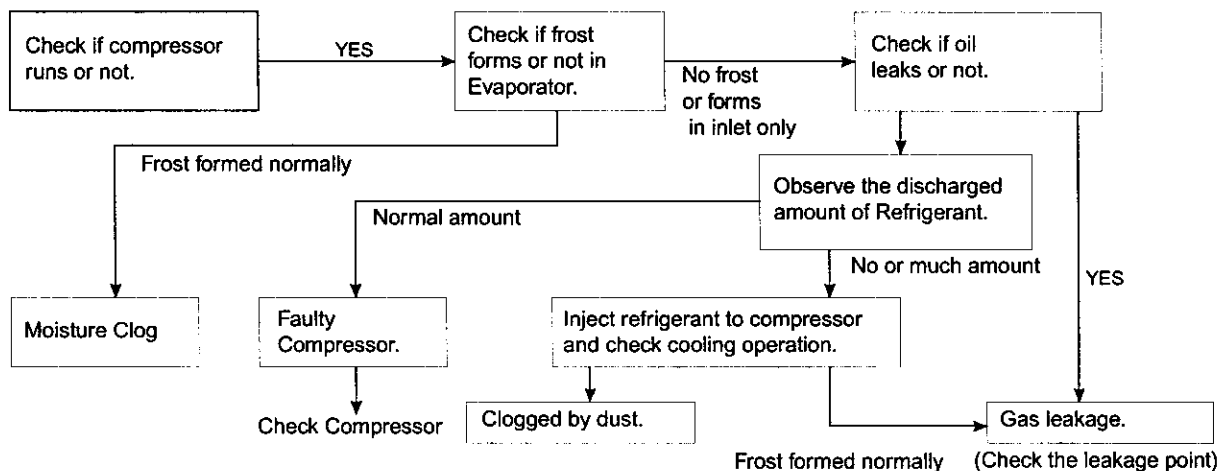 Check if compressor
runs or not.
YES
Check if frost
forms or not in
Evaporator.
No frost
or forms
in inlet only
Check if oil
leaks or not.
Frost formed normally
Observe the discharged
amount of Refrigerant.
Normal amount
No or much amount
YES
Moisture Clog
Faulty
Compressor.
Inject refrigerant to compressor
and check cooling operation.
Check Compressor
Clogged by dust.
Gas leakage.
Frost formed normally
(Check the leakage point)